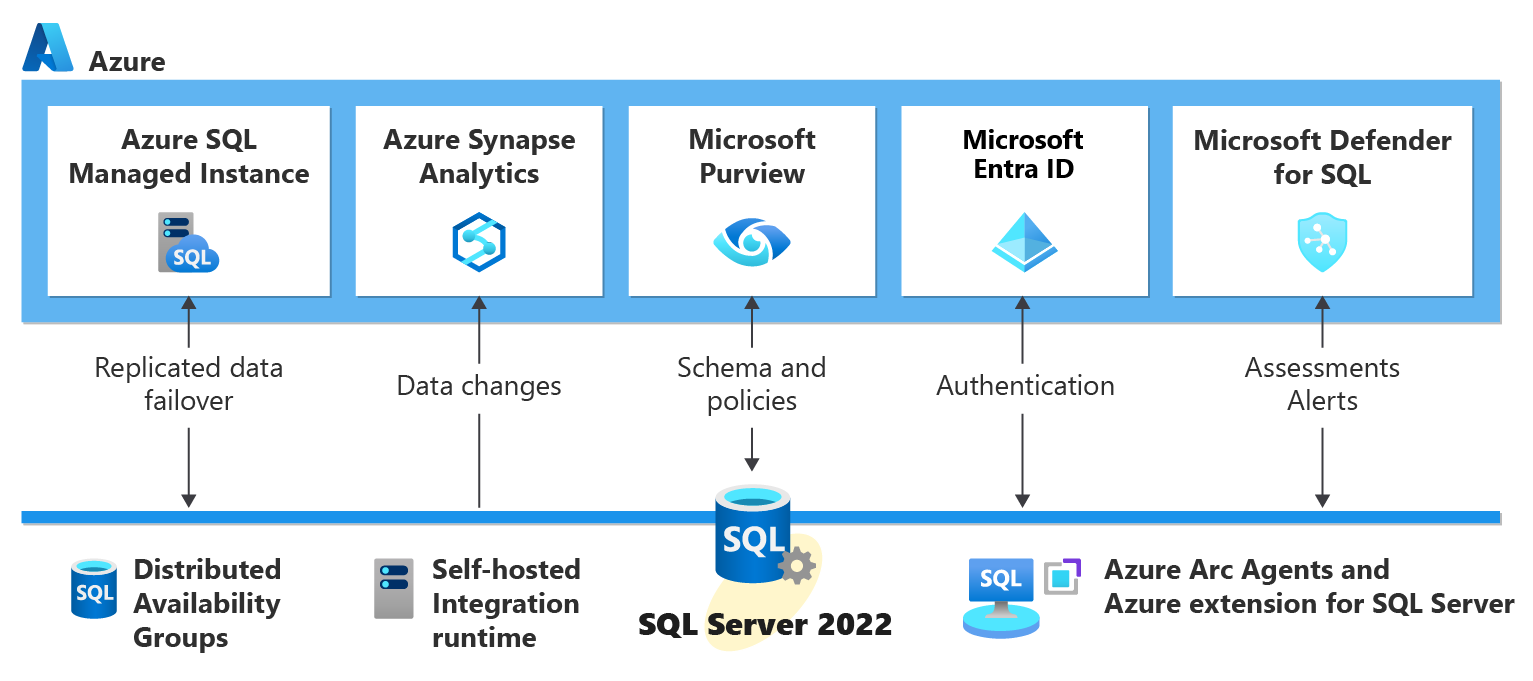 Azure
Azure SQL
Managed Instance
SQL
Azure Synapse
Analytics
Microsoft
Purview
Microsoft
Entra ID
Microsoft Defender
for SQL
Replicated data
failover
Data changes
Schema and
policies
Authentication
Assessments
Alerts
SQL
Distributed
Availability
Groups
Self-hosted
Integration
runtime
SQL
SQL Server 2022
SQL
Azure Arc Agents and
Azure extension for SQL Server